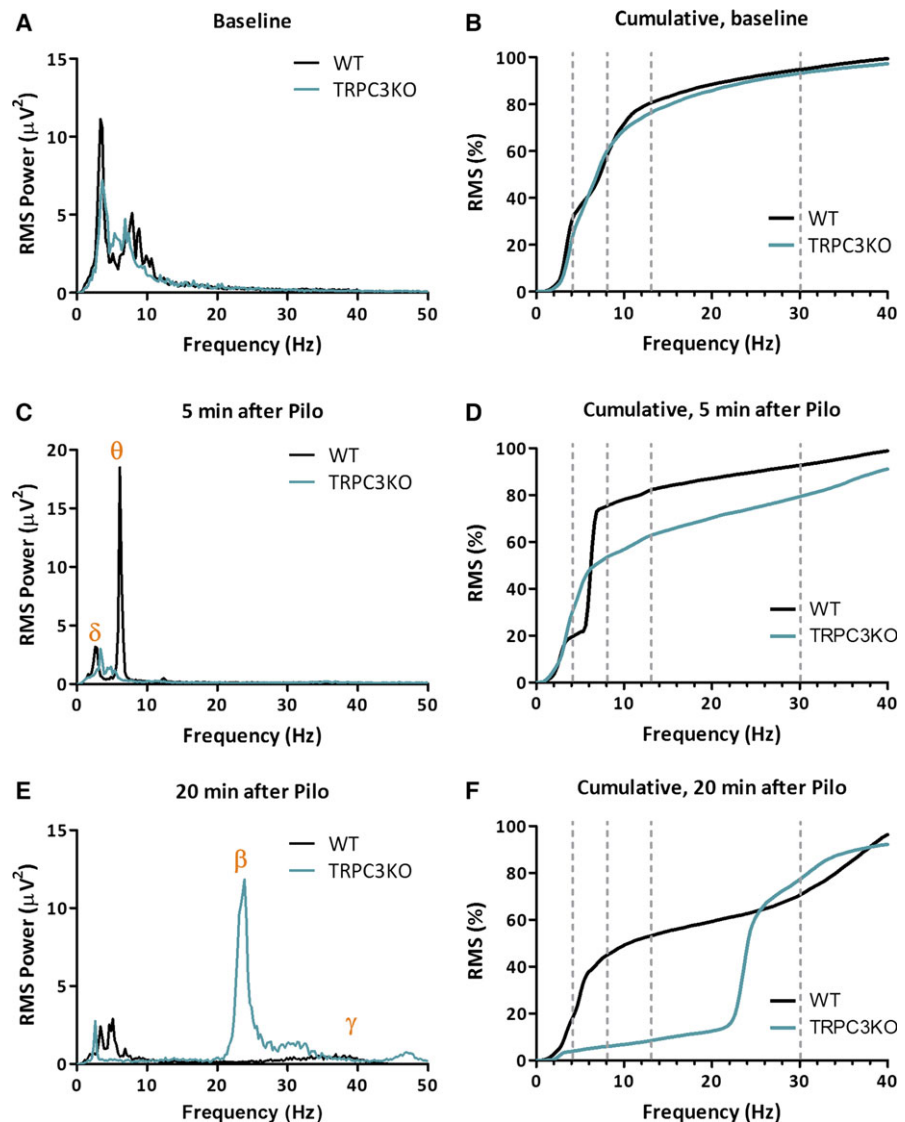 A
Baseline
RMS Power (μV²)
15
10
5
0
0 10 20 30 40 50
Frequency (Hz)
WT
TRPC3KO
B
Cumulative, baseline
RMS (%)
100
80
60
40
20
0
0 10 20 30 40
Frequency (Hz)
WT
TRPC3KO
C
5 min after Pilo
RMS Power (μV²)
20
15
10
5
0
0 10 20 30 40 50
Frequency (Hz)
δ
θ
WT
TRPC3KO
D
Cumulative, 5 min after Pilo
RMS (%)
100
80
60
40
20
0
0 10 20 30 40
Frequency (Hz)
WT
TRPC3KO
E
20 min after Pilo
RMS Power (μV²)
15
10
5
0
0 10 20 30 40 50
Frequency (Hz)
β
γ
WT
TRPC3KO
F
Cumulative, 20 min after Pilo
RMS (%)
100
80
60
40
20
0
0 10 20 30 40
Frequency (Hz)
WT
TRPC3KO